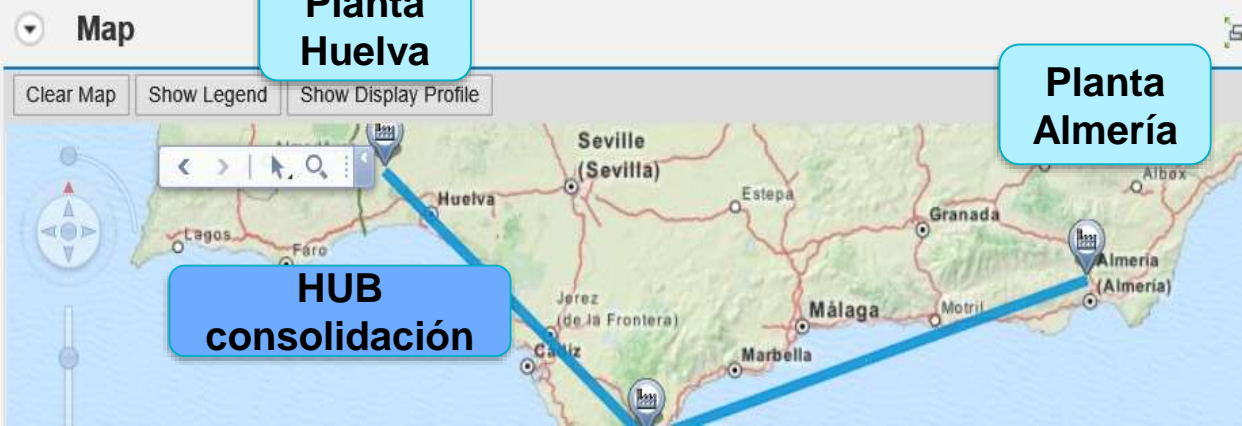 Planta
Huelva
Map
Planta
Almería
Clear Map
Show Legend
Show Display Profile
Seville
(Sevilla)
Albox
Estepa
Huelva
Granada
Lagos
Faro
Almeria
(Almería)
HUB
consolidación
Jerez
(de la Frontera)
Málaga
Motril
Cádiz
Marbella